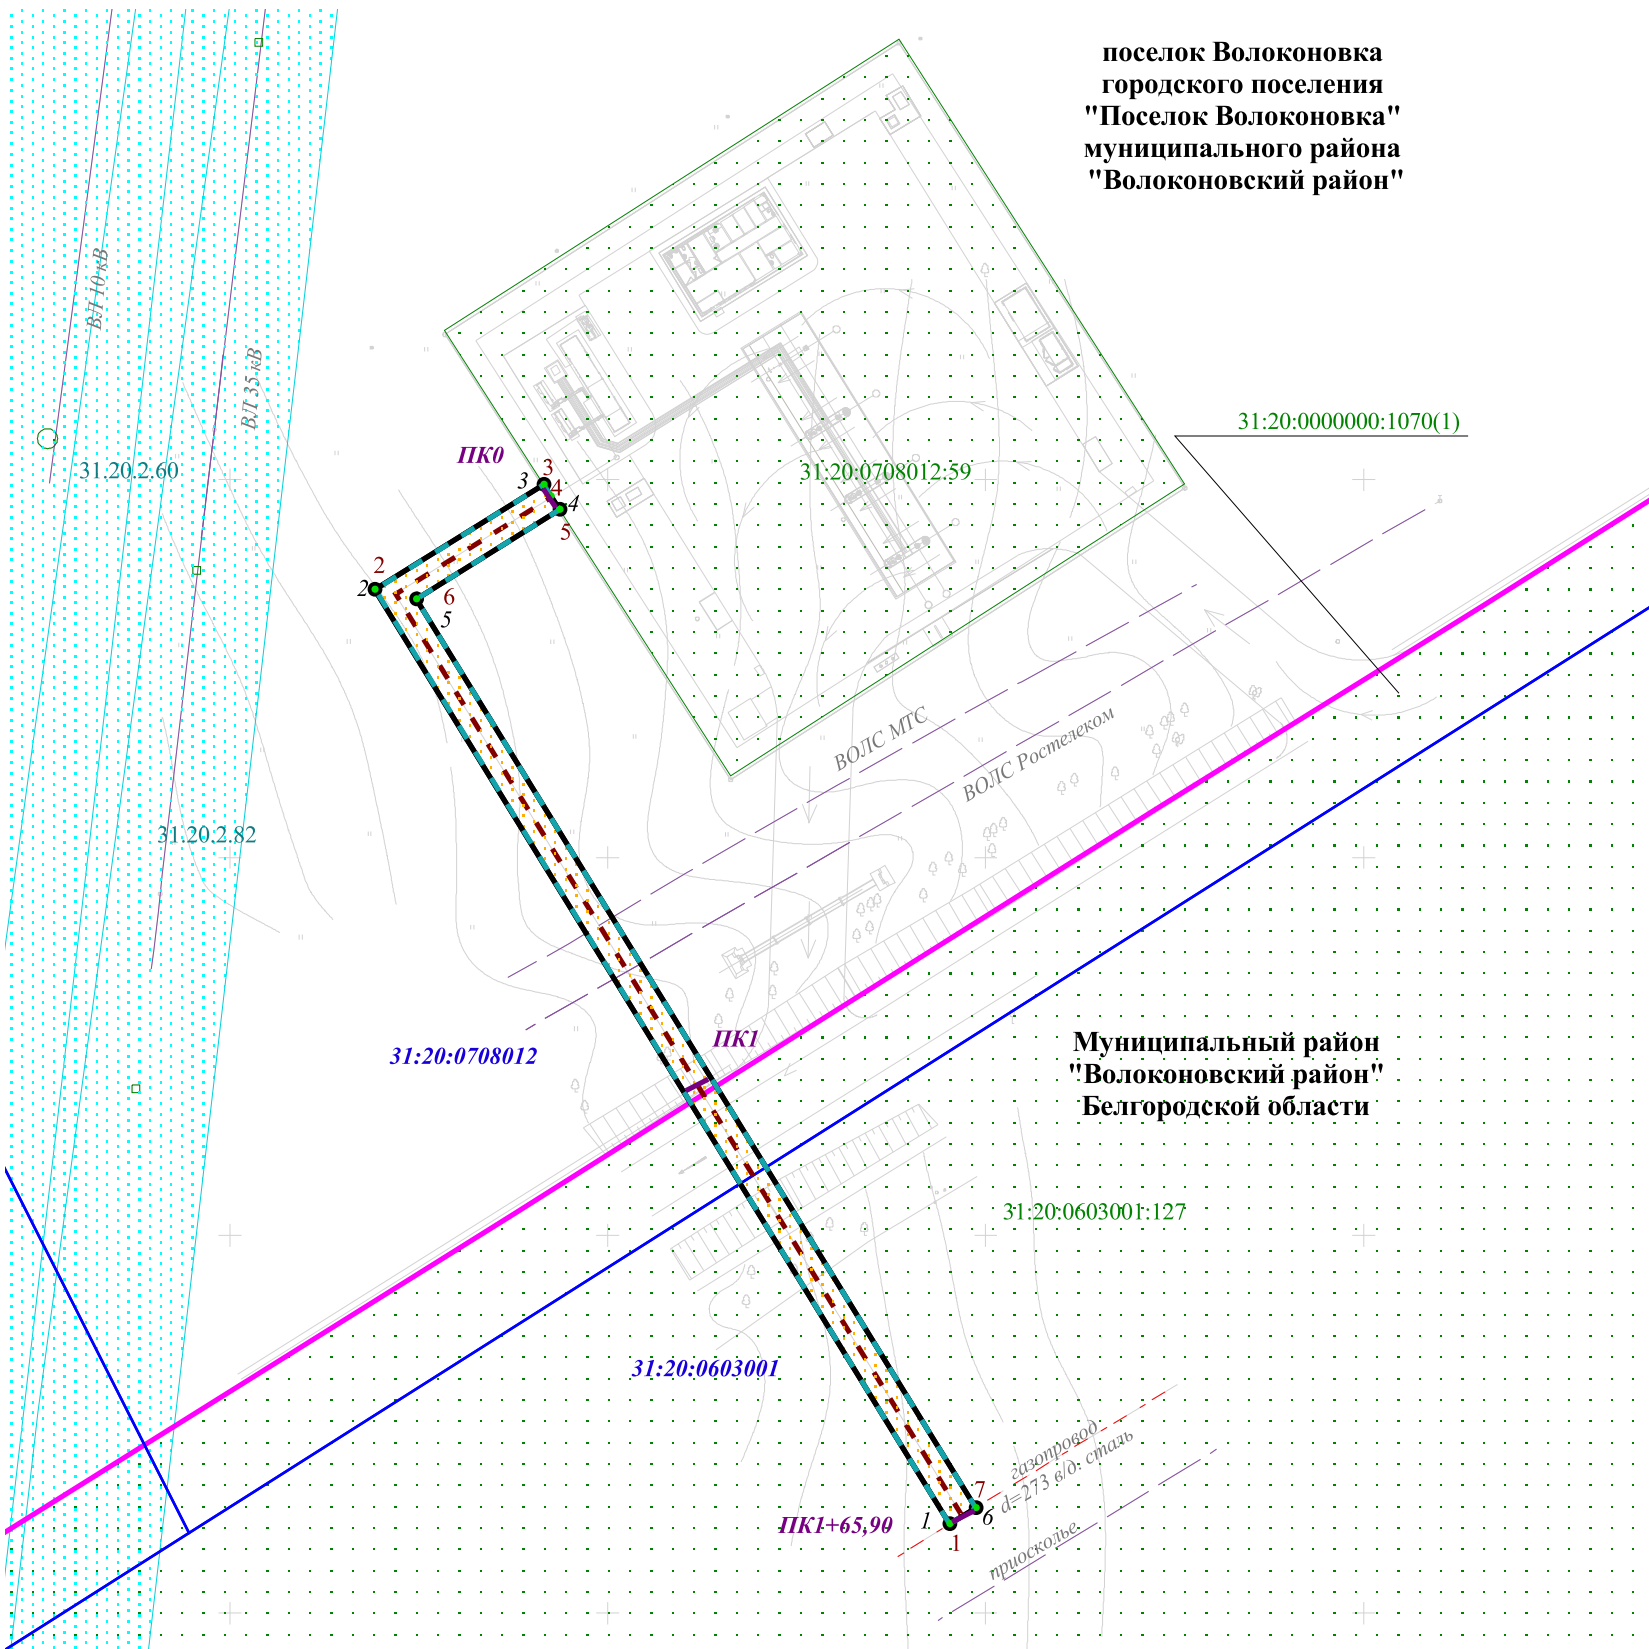 поселок Волоконовка
городского поселения
"Поселок Волоконовка"
муниципального района
"Волоконовский район"
ВЛ 10 кВ
ВЛ 35 кВ
31:20:0000000:1070(1)
ПК0
31.20.2.60
31:20:0708012:59
3
3
4
4
5
2
2
6
5
ВОЛС МТС
ВОЛС Ростелеком
31.20.2.82
ПК1
31:20:0708012
Муниципальный район
"Волоконовский район"
Белгородской области
31:20:0603001:127
31:20:0603001
газопровод
d=273 в/д. сталь
7
1
6
ПК1+65,90
1
приосколье